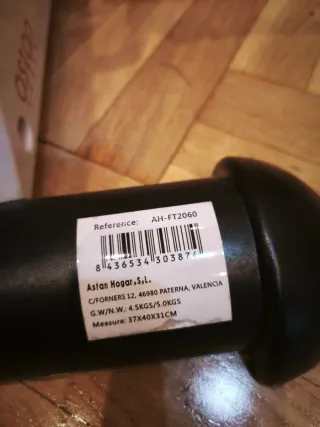 Reference: AH-FT2060
8 436534 30387
Astan Hogar,S.L.
C/FORNERS 12, 46980 PATERNA, VALENCIA
G.W/N.W.: 4.5KGS/5.0KGS
Measure: 37X40X31CM